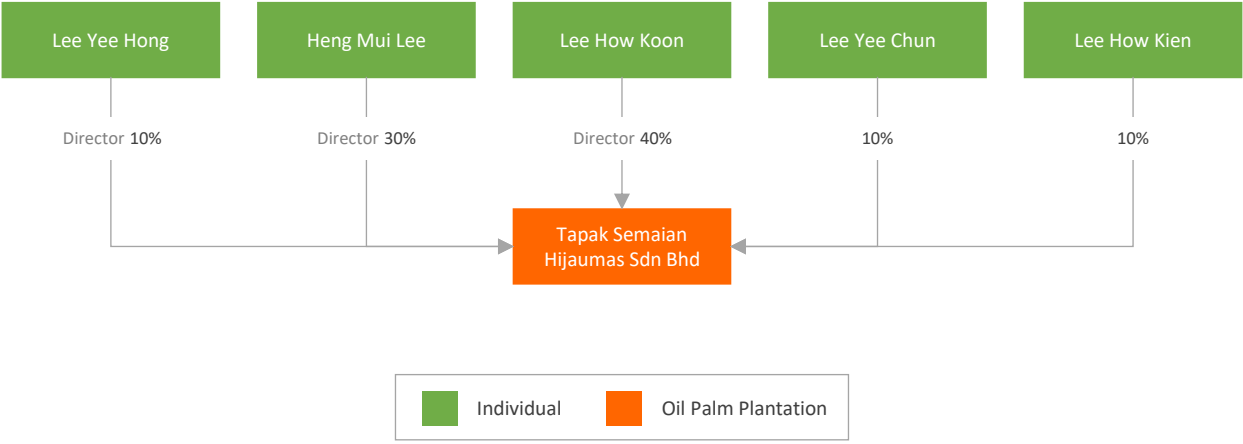 Lee Yee Hong
Heng Mui Lee
Lee How Koon
Lee Yee Chun
Lee How Kien
Director 10%
Director 30%
Director 40%
10%
10%
Tapak Semaian
Hijaumas Sdn Bhd
Individual
Oil Palm Plantation